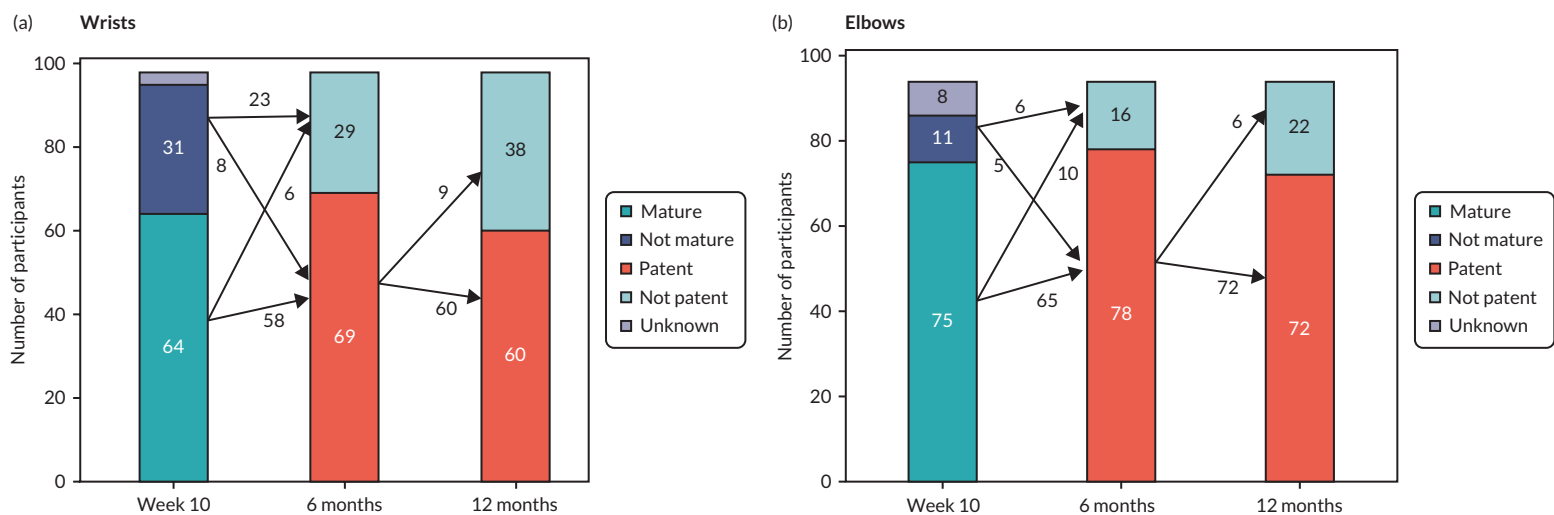 (a) Wrists
Number of participants
100
80
60
40
20
0
31
64
23
8
6
58
29
69
9
60
38
60
Week 10
6 months
12 months
Mature
Not mature
Patent
Not patent
Unknown
(b) Elbows
Number of participants
100
80
60
40
20
0
8
11
75
6
5
10
65
16
78
6
72
22
72
Week 10
6 months
12 months
Mature
Not mature
Patent
Not patent
Unknown